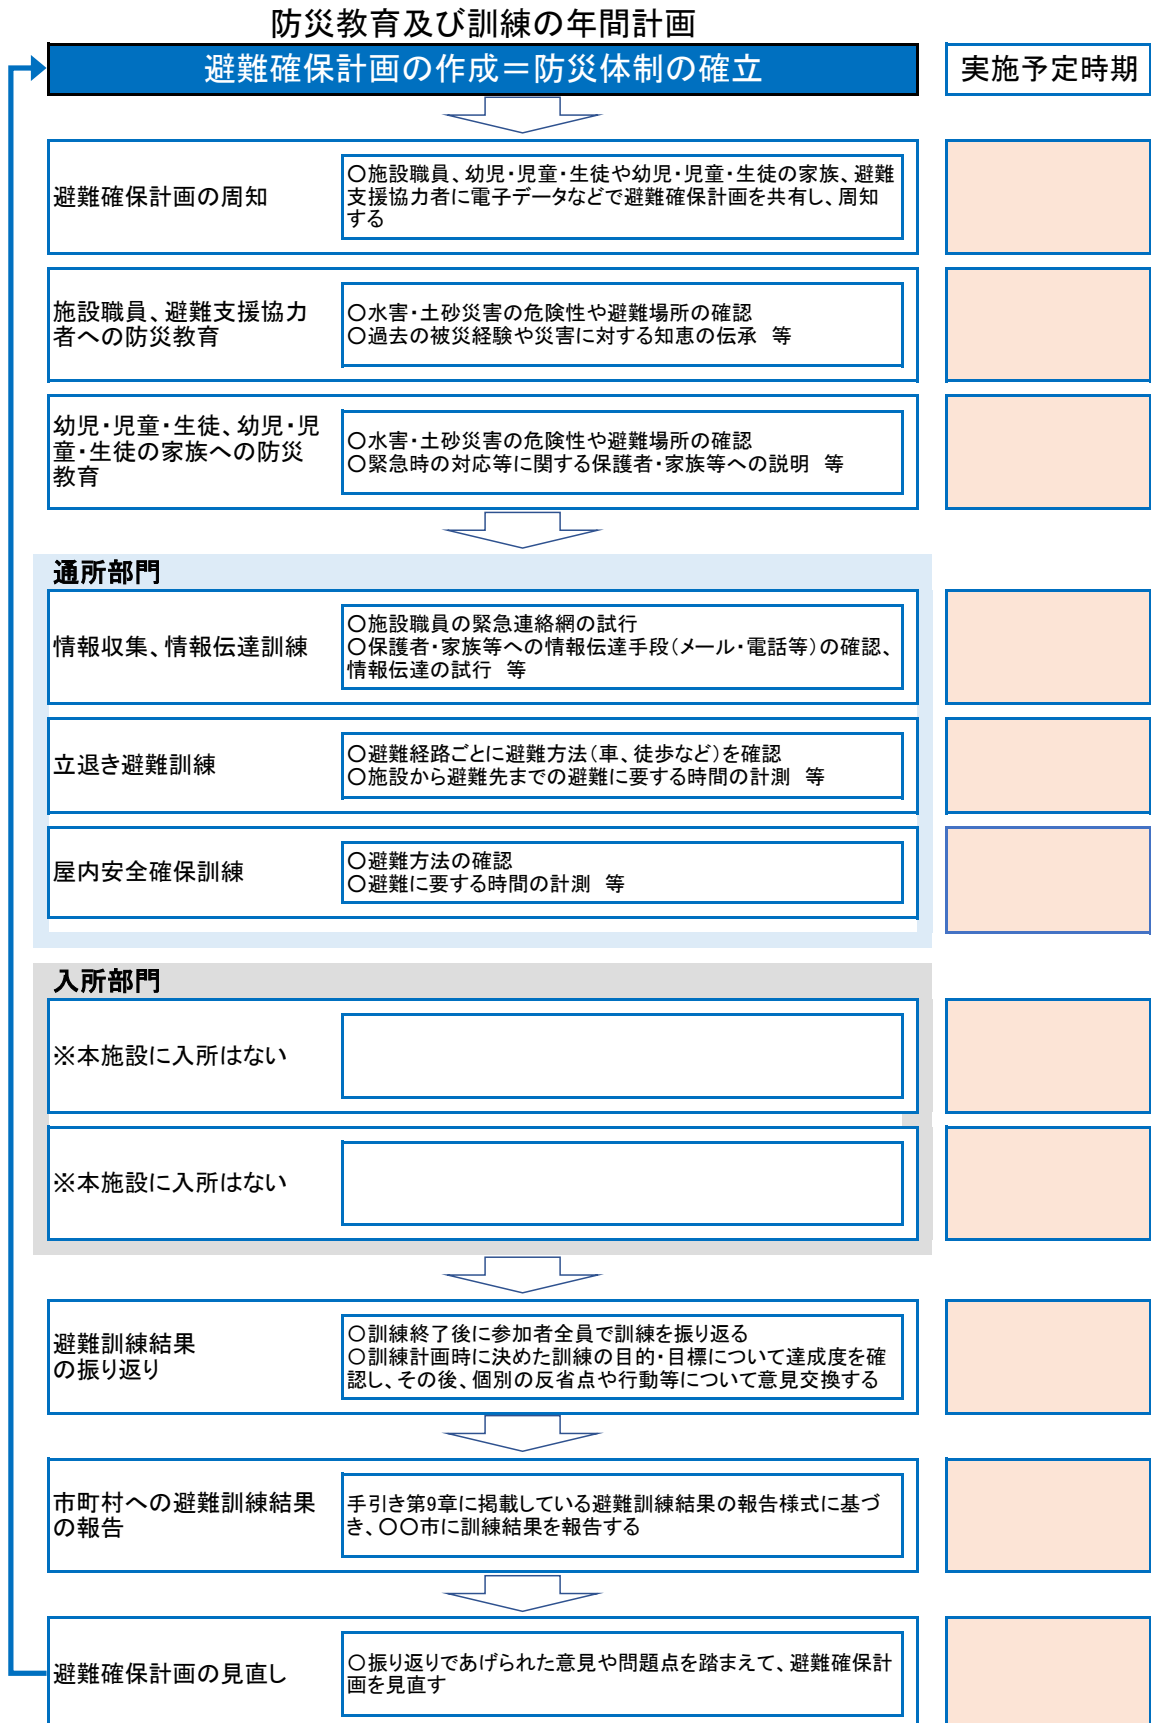 防災教育及び訓練の年間計画
避難確保計画の作成＝防災体制の確立
実施予定時期
避難確保計画の周知
〇施設職員、幼児・児童・生徒や幼児・児童・生徒の家族、避難
支援協力者に電子データなどで避難確保計画を共有し、周知
する
施設職員、避難支援協力
者への防災教育
〇水害・土砂災害の危険性や避難場所の確認
〇過去の被災経験や災害に対する知恵の伝承　等
幼児・児童・生徒、幼児・児
童・生徒の家族への防災
教育
〇水害・土砂災害の危険性や避難場所の確認
〇緊急時の対応等に関する保護者・家族等への説明　等
通所部門
情報収集、情報伝達訓練
〇施設職員の緊急連絡網の試行
〇保護者・家族等への情報伝達手段（メール・電話等）の確認、
情報伝達の試行　等
立退き避難訓練
〇避難経路ごとに避難方法（車、徒歩など）を確認
〇施設から避難先までの避難に要する時間の計測　等
屋内安全確保訓練
〇避難方法の確認
〇避難に要する時間の計測　等
入所部門
※本施設に入所はない
※本施設に入所はない
避難訓練結果
の振り返り
〇訓練終了後に参加者全員で訓練を振り返る
〇訓練計画時に決めた訓練の目的・目標について達成度を確
認し、その後、個別の反省点や行動等について意見交換する
市町村への避難訓練結果
の報告
手引き第9章に掲載している避難訓練結果の報告様式に基づ
き、〇〇市に訓練結果を報告する
避難確保計画の見直し
〇振り返りであげられた意見や問題点を踏まえて、避難確保計
画を見直す